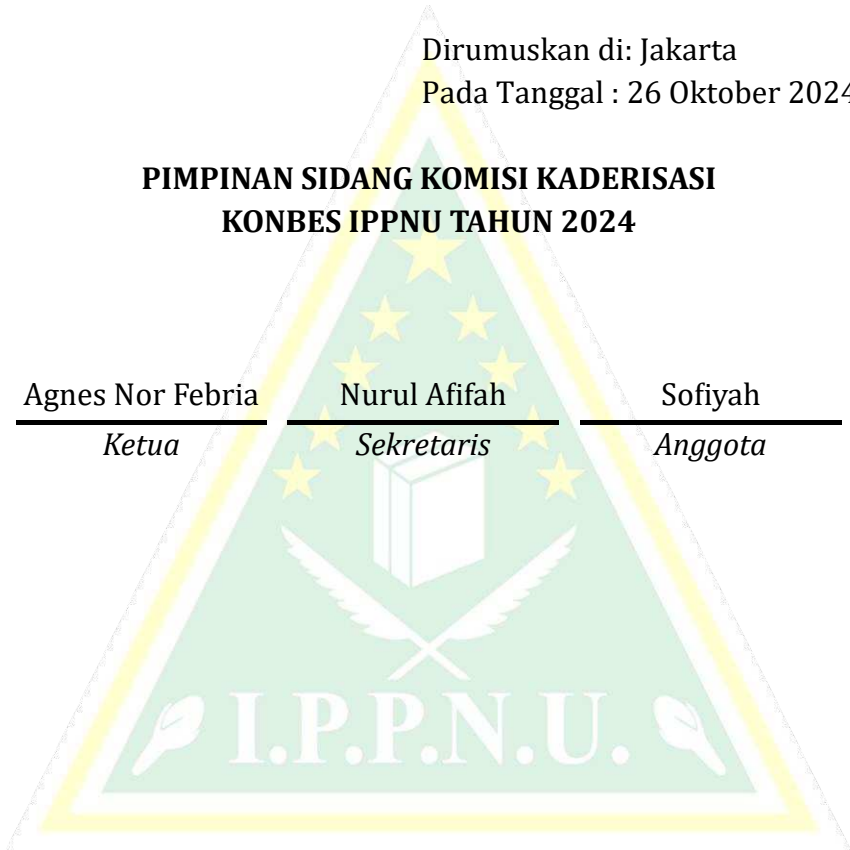 Dirumuskan di: Jakarta
Pada Tanggal : 26 Oktober 2024
PIMPINAN SIDANG KOMISI KADERISASI
KONBES IPPNU TAHUN 2024
Agnes Nor Febria Nurul Afifah Sofiyah
Ketua Sekretaris Anggota
I.P.P.N.U.